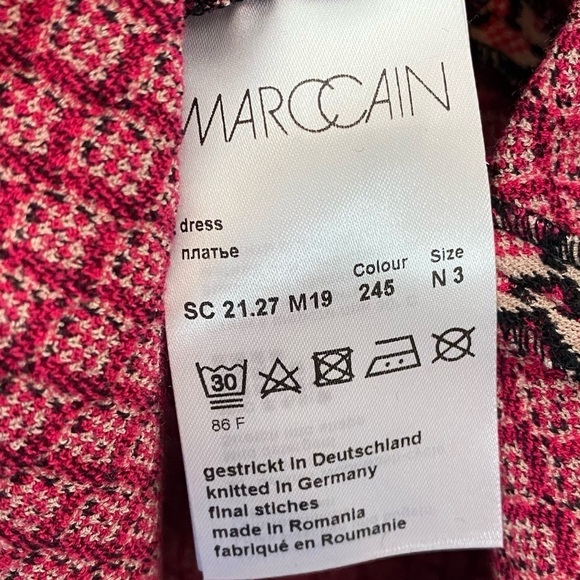 MARCCAIN
dress
платье
Colour Size
SC 21.27 M19 245 N 3
30
86 F
gestrickt in Deutschland
knitted in Germany
final stiches
made in Romania
fabriqué en Roumanie